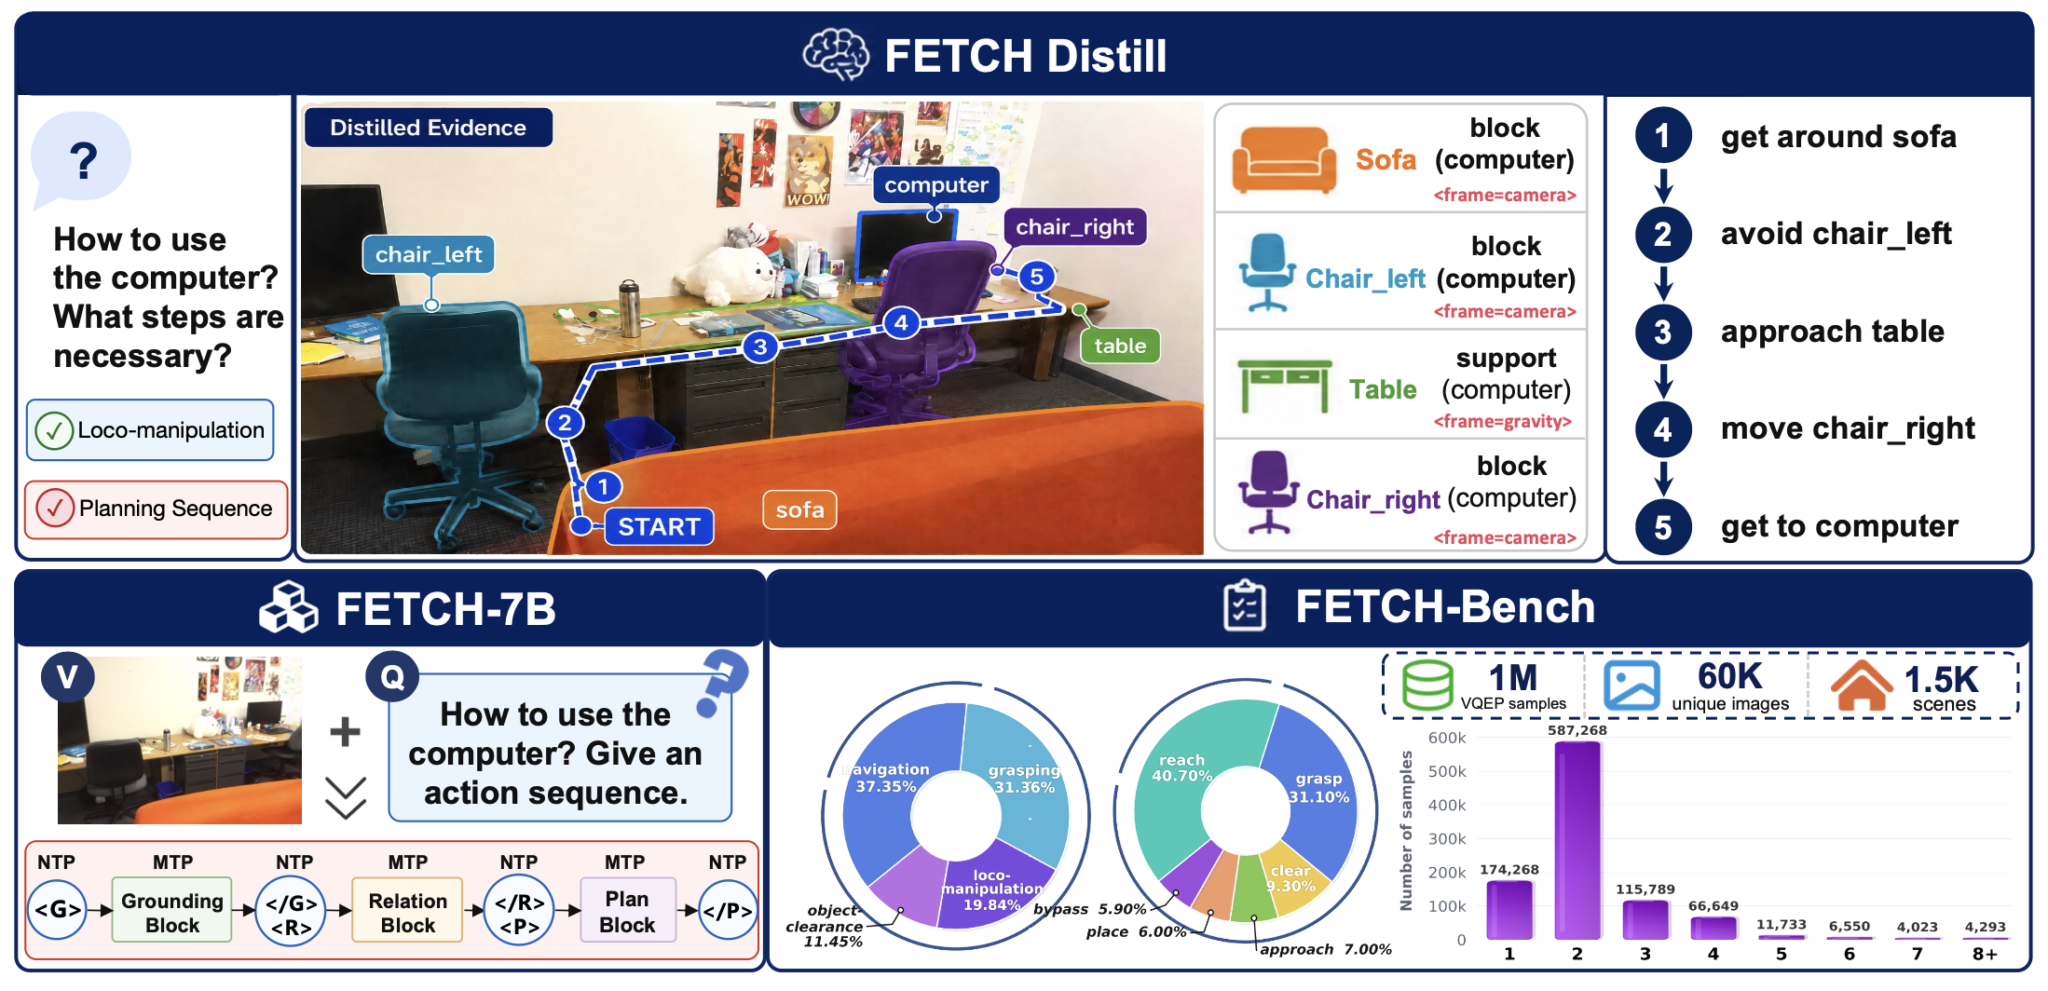 FETCH Distill
?
How to use
the computer?
What steps are
necessary?
Loco-manipulation
Planning Sequence
Distilled Evidence
WOW!
computer
chair_right
chair_left
5
4
table
3
2
1
START
sofa
Sofa
block
(computer)
<frame=camera>
Chair_left
block
(computer)
<frame=camera>
Table
support
(computer)
<frame=gravity>
Chair_right
block
(computer)
<frame=camera>
1 get around sofa
2 avoid chair_left
3 approach table
4 move chair_right
5 get to computer
FETCH-7B
V
+
Q
?
How to use the
computer? Give an
action sequence.
NTP MTP NTP MTP NTP MTP NTP
<G>
Grounding
Block
</G>
<R>
Relation
Block
</R>
<P>
Plan
Block
</P>
FETCH-Bench
navigation
37.35%
grasping
31.36%
loco-
manipulation
19.84%
object-
clearance
11.45%
reach
40.70%
grasp
31.10%
clear
9.30%
bypass 5.90%
place 6.00%
approach 7.00%
1M
VQEP samples
60K
unique images
1.5K
scenes
Number of samples
600k
500k
400k
300k
200k
100k
0
174,268
587,268
115,789
66,649
11,733
6,550
4,023
4,293
1 2 3 4 5 6 7 8+